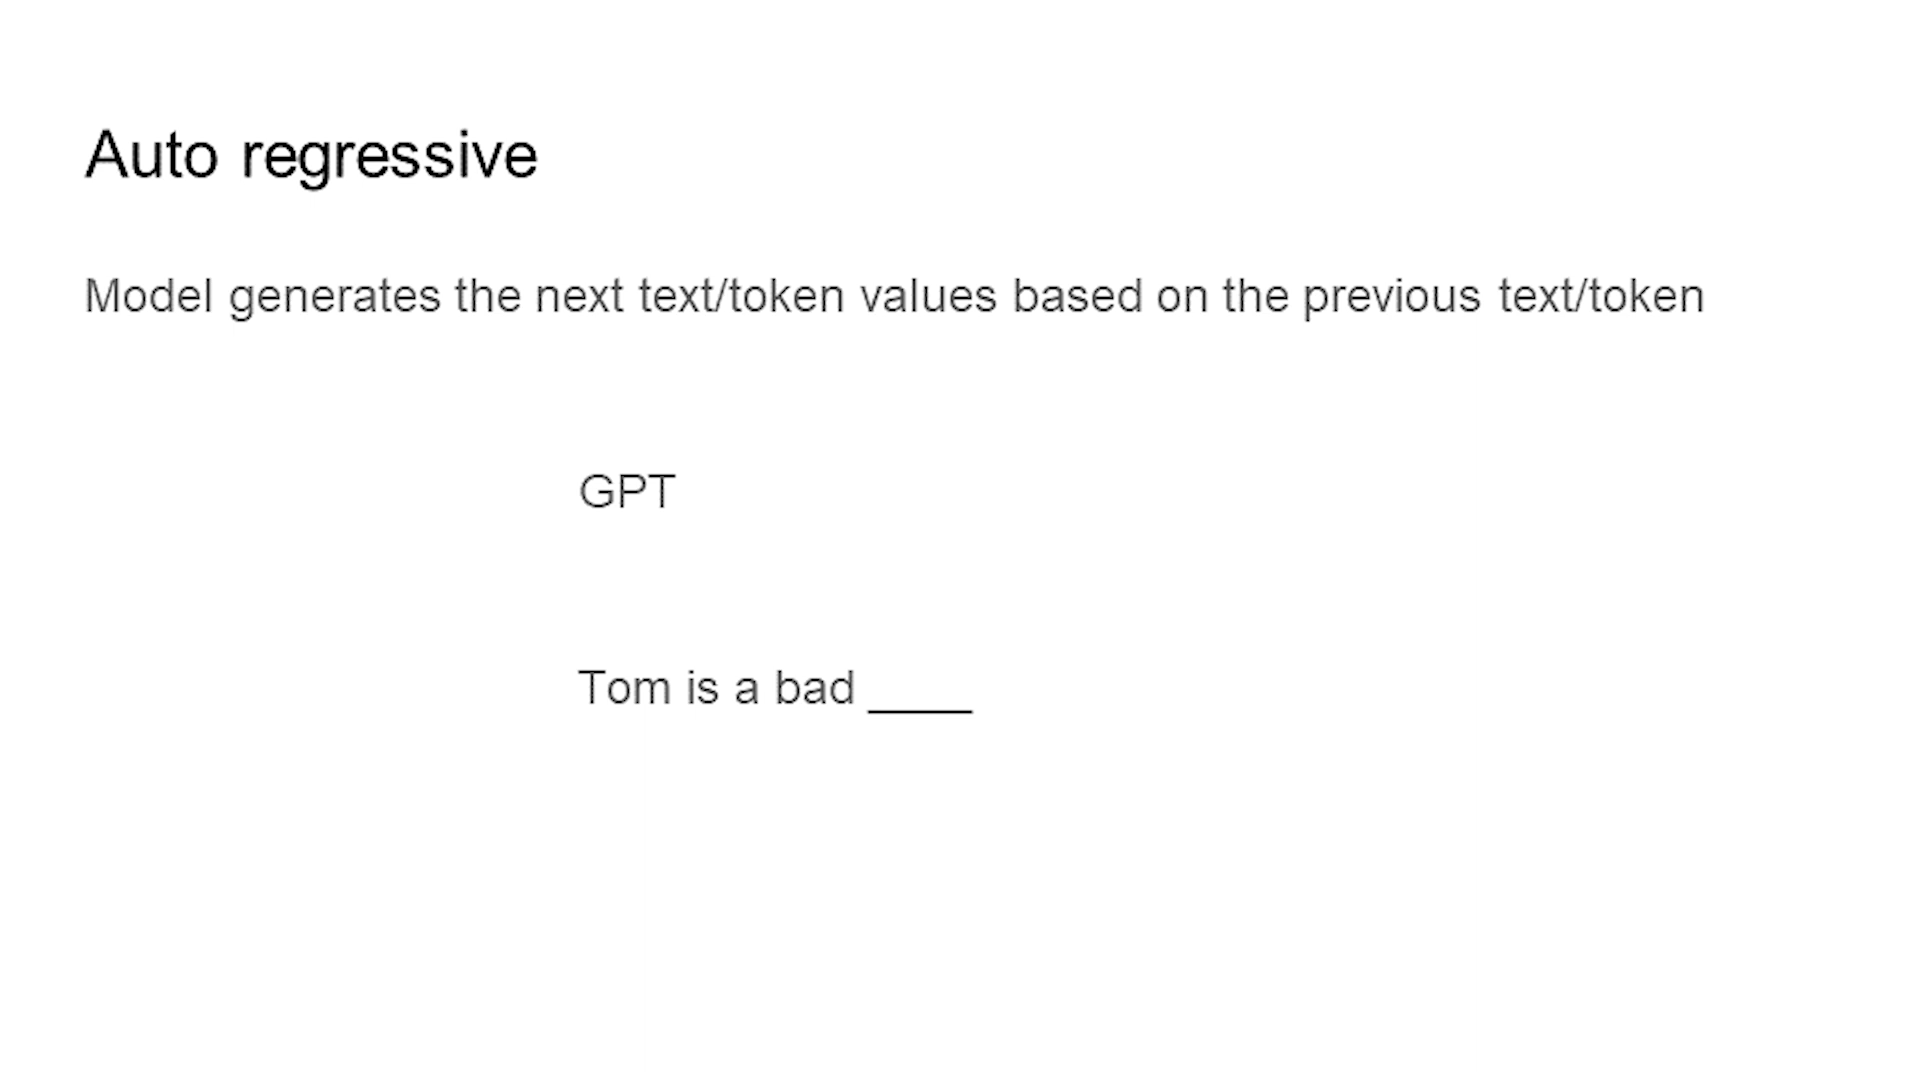 Auto regressive
Model generates the next text/token values based on the previous text/token
GPT
Tom is a bad ____